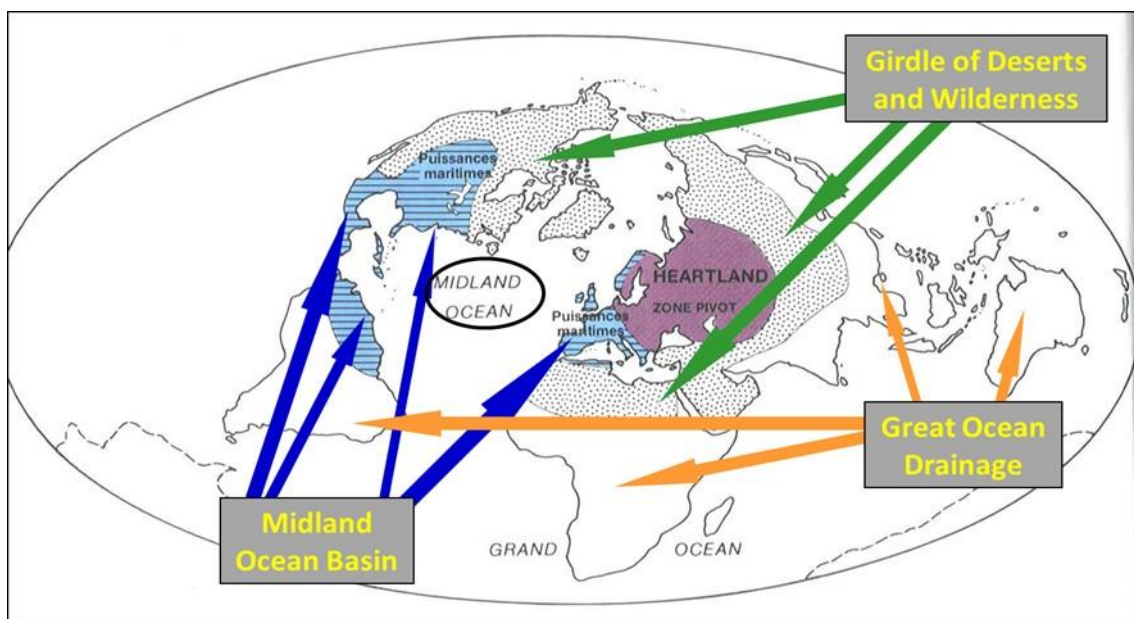 Girdle of Deserts
and Wilderness
Puissances
maritimes
MIDLAND
OCEAN
HEARTLAND
ZONE PIVOT
Puissances
maritimes
Great Ocean
Drainage
Midland
Ocean Basin
GRAND OCEAN